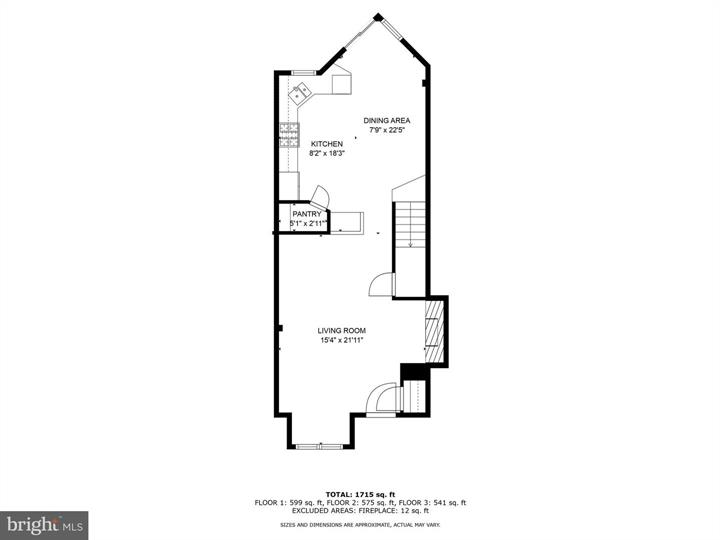 DINING AREA
7'9" x 22'5"
KITCHEN
8'2" x 18'3"
PANTRY
5'1" x 2'11"
LIVING ROOM
15'4" x 21'11"
TOTAL: 1715 sq. ft
FLOOR 1: 599 sq. ft, FLOOR 2: 575 sq. ft, FLOOR 3: 541 sq. ft
EXCLUDED AREAS: FIREPLACE: 12 sq. ft
SIZES AND DIMENSIONS ARE APPROXIMATE, ACTUAL MAY VARY.
bright MLS